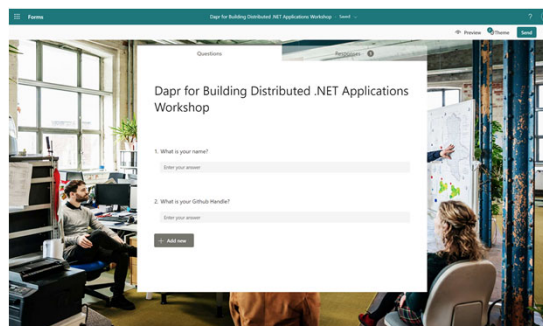 Forms
Dapr for Building Distributed .NET Applications Workshop - Saved
?
Preview
Theme
Send
Questions
Responses
Dapr for Building Distributed .NET Applications
Workshop
1. What is your name?
Enter your answer
2. What is your Github Handle?
Enter your answer
+ Add new